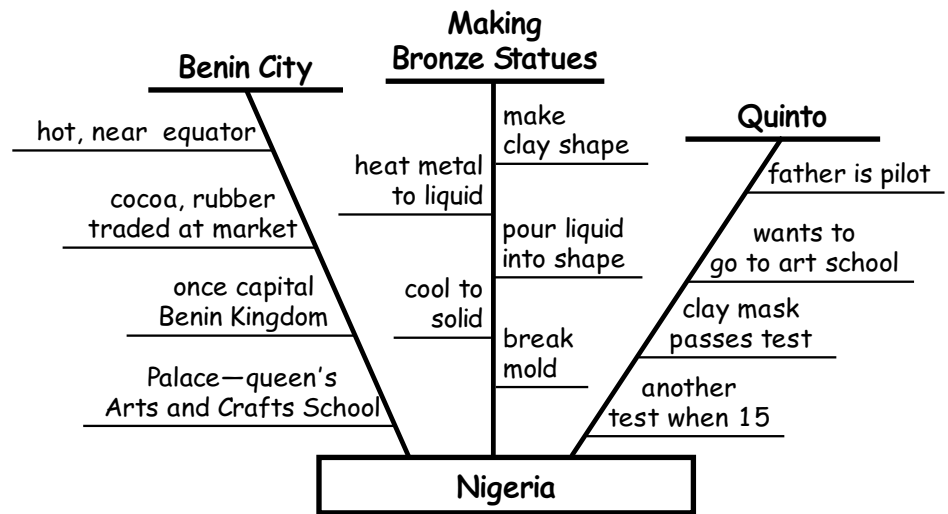 Benin City
hot, near equator
cocoa, rubber
traded at market
once capital
Benin Kingdom
Palace—queen's
Arts and Crafts School
Making
Bronze Statues
make
clay shape
heat metal
to liquid
pour liquid
into shape
cool to
solid
break
mold
Quinto
father is pilot
wants to
go to art school
clay mask
passes test
another
test when 15
Nigeria